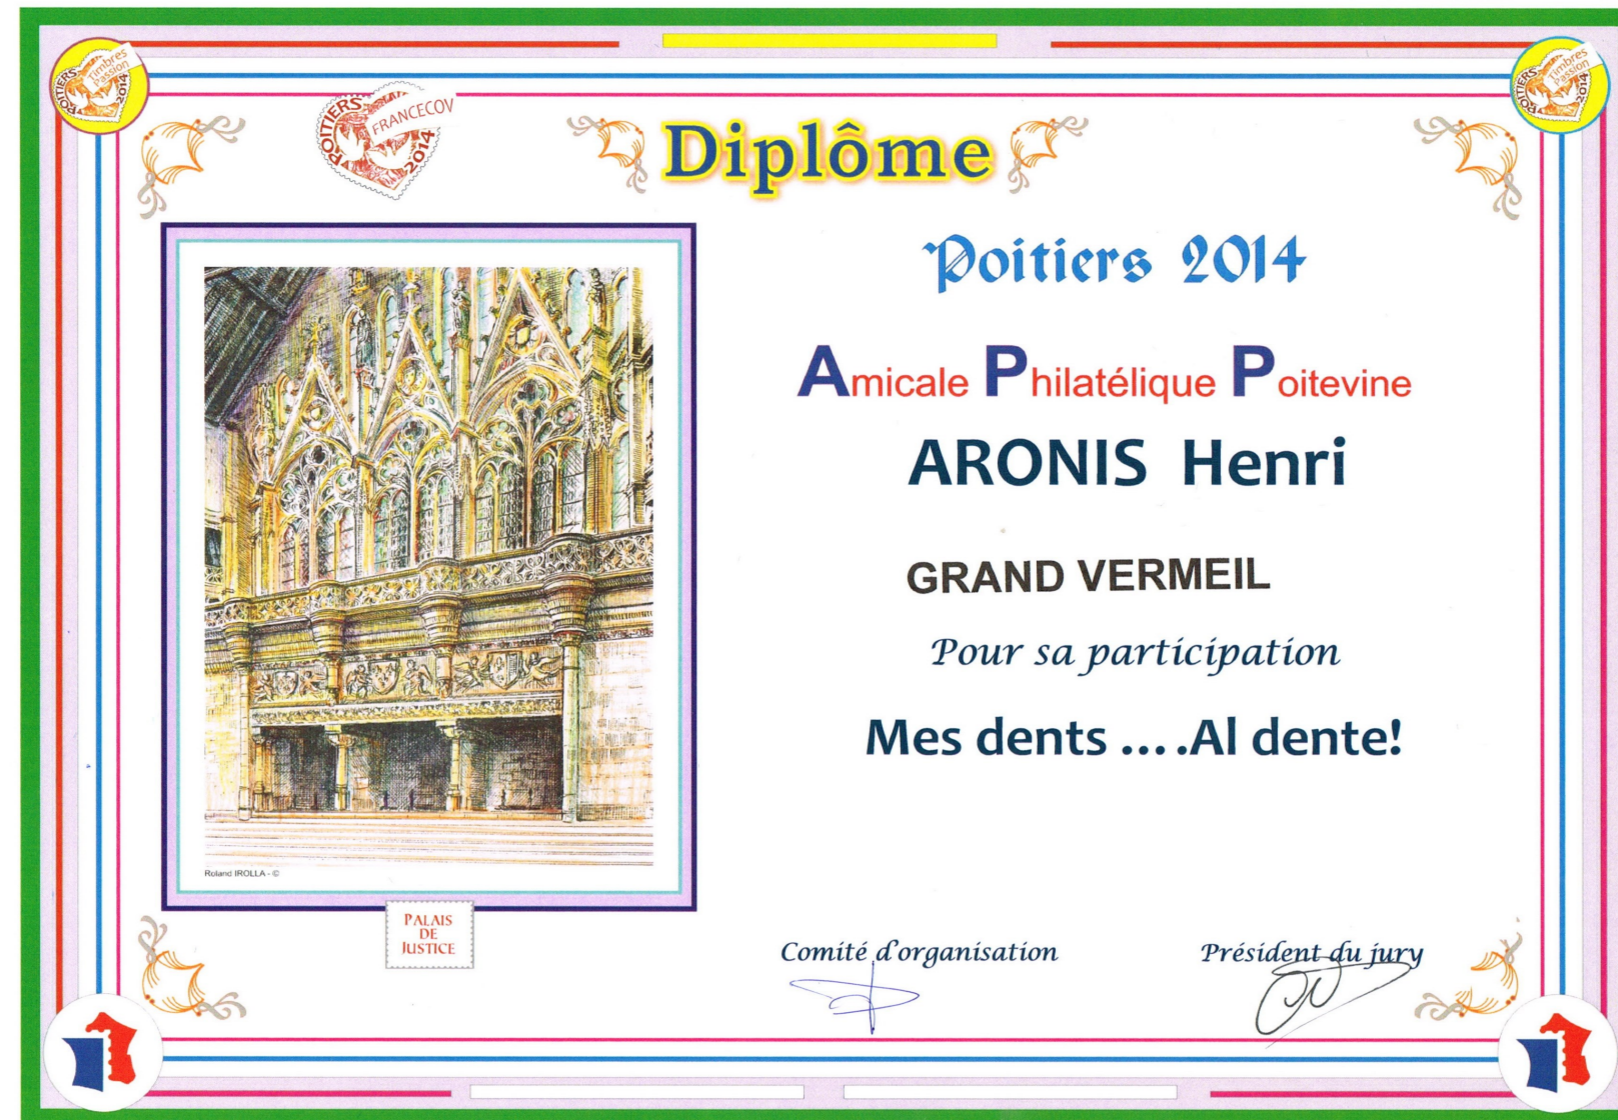 POITIERS Timbres Passion 2014
POITIERS Timbres Passion 2014
POITIERS FRANCECOV 2014
Diplôme
Poitiers 2014
Amicale Philatélique Poitevine
ARONIS Henri
GRAND VERMEIL
Pour sa participation
Mes dents ... .Al dente!
Roland IROLLA - ©
PALAIS
DE
JUSTICE
Comité d'organisation Président du jury